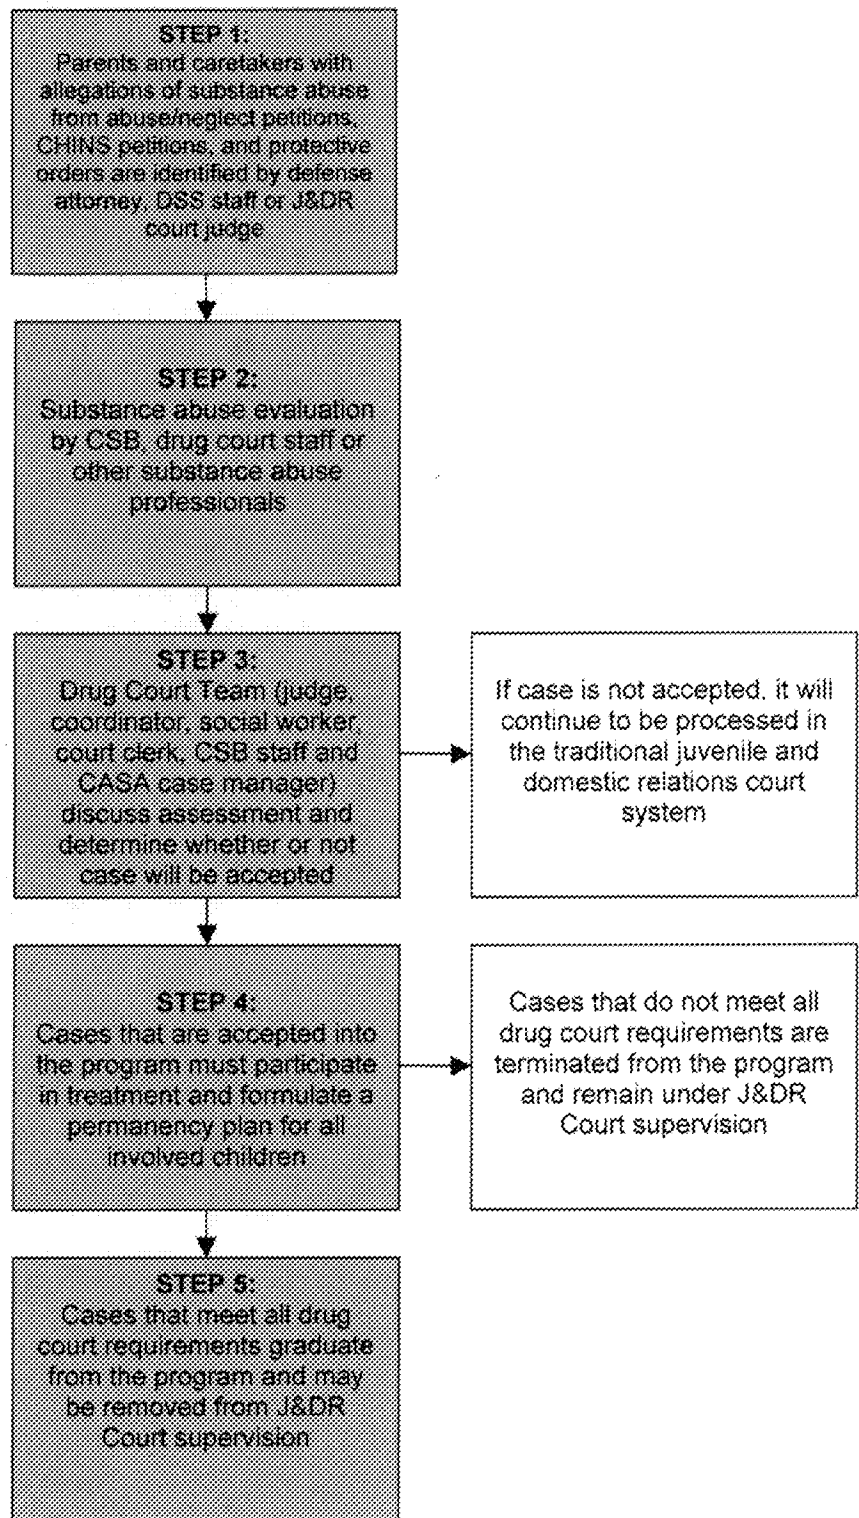 STEP 1:
Parents and caretakers with
allegations of substance abuse
from abuse/neglect petitions,
CHINS petitions, and protective
orders are identified by defense
attorney, DSS staff or J&DR
court judge
STEP 2:
Substance abuse evaluation
by CSB, drug court staff or
other substance abuse
professionals
STEP 3:
Drug Court Team (judge,
coordinator, social worker,
court clerk, CSB staff and
CASA case manager)
discuss assessment and
determine whether or not
case will be accepted
If case is not accepted, it will
continue to be processed in
the traditional juvenile and
domestic relations court
system
STEP 4:
Cases that are accepted into
the program must participate
in treatment and formulate a
permanency plan for all
involved children
Cases that do not meet all
drug court requirements are
terminated from the program
and remain under J&DR
Court supervision
STEP 5:
Cases that meet all drug
court requirements graduate
from the program and may
be removed from J&DR
Court supervision